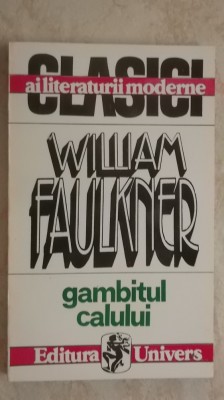 CLASICI
ai literaturii moderne
WILLIAM
FAULKNER
gambitul
calului
Editura Univers